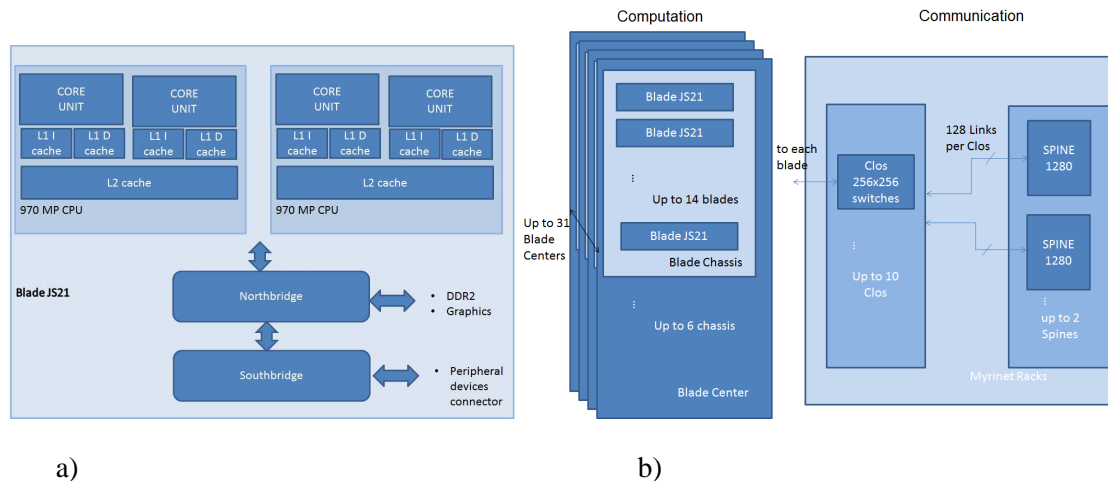 CORE
UNIT
CORE
UNIT
L1 I
cache
L1 D
cache
L1 I
cache
L1 D
cache
L2 cache
970 MP CPU
CORE
UNIT
CORE
UNIT
L1 I
cache
L1 D
cache
L1 I
cache
L1 D
cache
L2 cache
970 MP CPU
Blade JS21
Northbridge
• DDR2
• Graphics
Southbridge
• Peripheral
devices
connector
a)
Computation
Blade JS21
Blade JS21
...
Up to 14 blades
Blade JS21
Blade Chassis
Up to 31
Blade
Centers
...
Up to 6 chassis
Blade Center
Communication
to each
blade
Clos
256x256
switches
...
Up to 10
Clos
128 Links
per Clos
SPINE
1280
SPINE
1280
...
up to 2
Spines
Myrinet Racks
b)